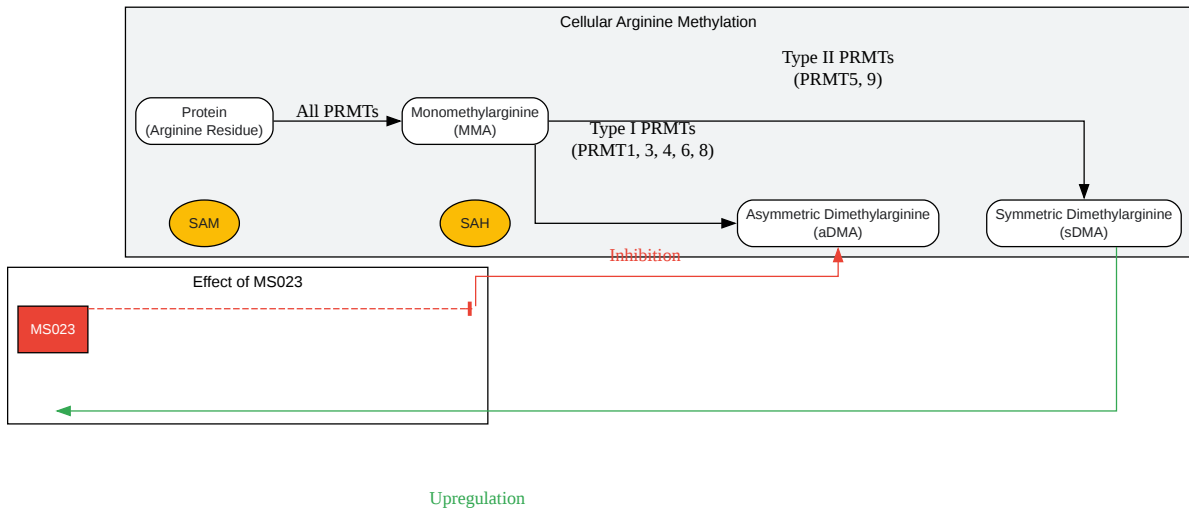 Cellular Arginine Methylation
Type II PRMTs
(PRMT5, 9)
Protein
(Arginine Residue)
All PRMTs
Monomethylarginine
(MMA)
Type I PRMTs
(PRMT1, 3, 4, 6, 8)
SAM
SAH
Asymmetric Dimethylarginine
(aDMA)
Symmetric Dimethylarginine
(sDMA)
Inhibition
Effect of MS023
MS023
Upregulation